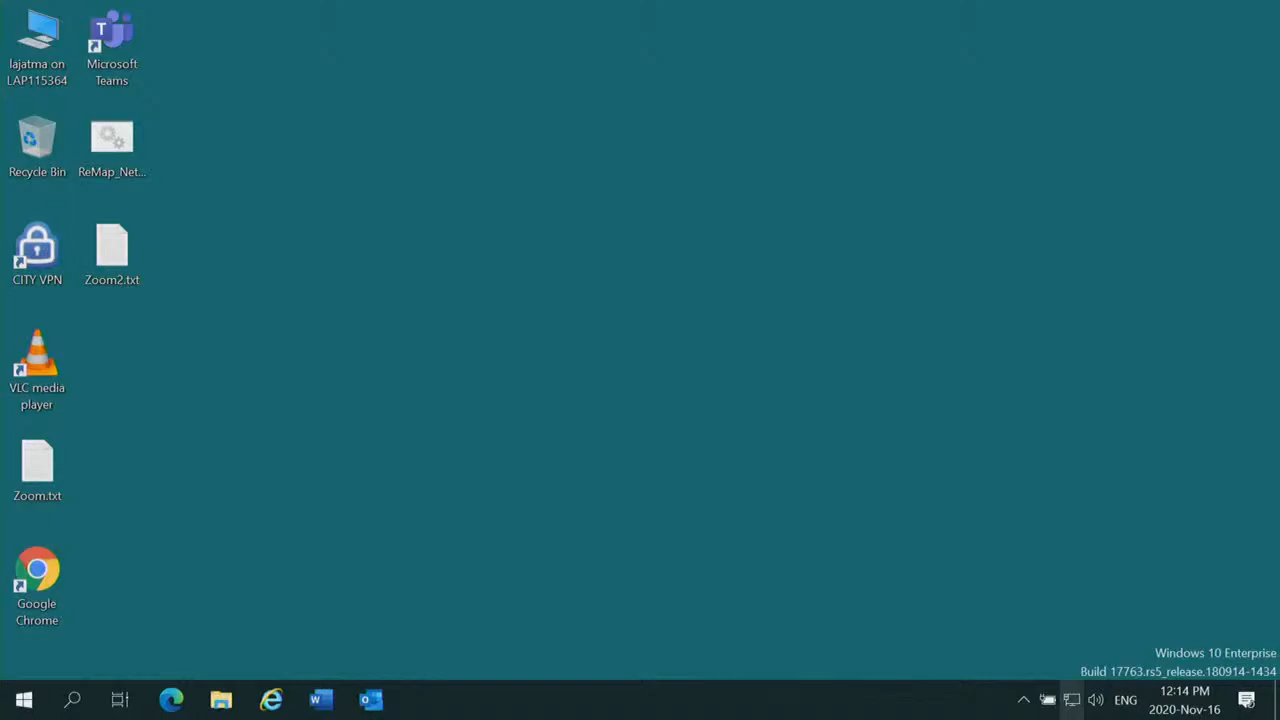 lajatma on
LAP115364
Microsoft
Teams
Recycle Bin
ReMap_Net...
CITY VPN
Zoom2.txt
VLC media
player
Zoom.txt
Google
Chrome
Windows 10 Enterprise
Build 17763.rs5_release.180914-1434
ENG
12:14 PM
2020-Nov-16